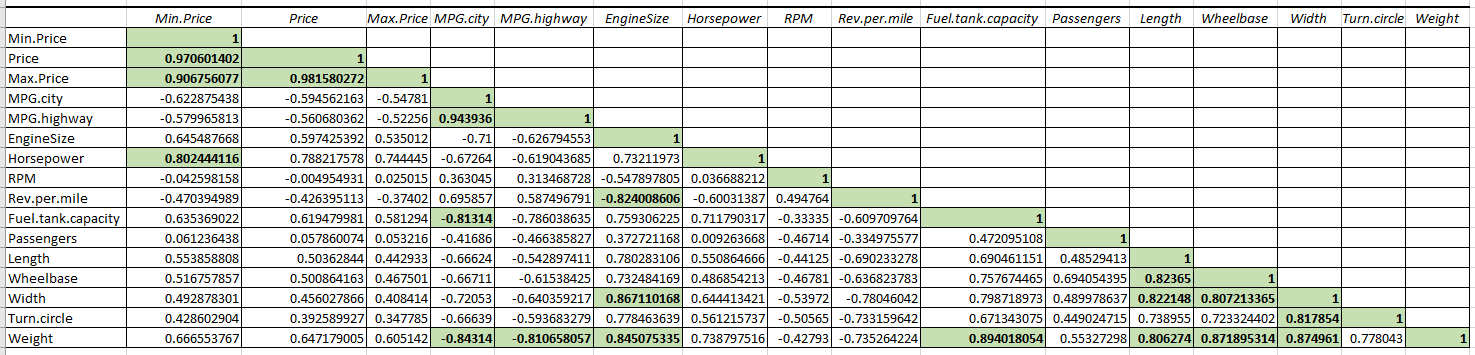 Min.Price Price Max.Price MPG.city MPG.highway EngineSize Horsepower RPM Rev.per.mile Fuel.tank.capacity Passengers Length Wheelbase Width Turn.circle Weight
Min.Price 1
Price 0.970601402 1
Max.Price 0.906756077 0.981580272 1
MPG.city -0.622875438 -0.594562163 -0.54781 1
MPG.highway -0.579965813 -0.560680362 -0.52256 0.943936 1
EngineSize 0.645487668 0.597425392 0.535012 -0.71 -0.626794553 1
Horsepower 0.802444116 0.788217578 0.744445 -0.67264 -0.619043685 0.73211973 1
RPM -0.042598158 -0.004954931 0.025015 0.363045 0.313468728 -0.547897805 0.036688212 1
Rev.per.mile -0.470394989 -0.426395113 -0.37402 0.695857 0.587496791 -0.824008606 -0.60031387 0.494764 1
Fuel.tank.capacity 0.635369022 0.619479981 0.581294 -0.81314 -0.786038635 0.759306225 0.711790317 -0.33335 -0.609709764 1
Passengers 0.061236438 0.057860074 0.053216 -0.41686 -0.466385827 0.372721168 0.009263668 -0.46714 -0.334975577 0.472095108 1
Length 0.553858808 0.50362844 0.442933 -0.66624 -0.542897411 0.780283106 0.550864666 -0.44125 -0.690233278 0.690461151 0.48529413 1
Wheelbase 0.516757857 0.500864163 0.467501 -0.66711 -0.61538425 0.732484169 0.486854213 -0.46781 -0.636823783 0.757674465 0.694054395 0.82365 1
Width 0.492878301 0.456027866 0.408414 -0.72053 -0.640359217 0.867110168 0.644413421 -0.53972 -0.78046042 0.798718973 0.489978637 0.822148 0.807213365 1
Turn.circle 0.428602904 0.392589927 0.347785 -0.66639 -0.593683279 0.778463639 0.561215737 -0.50565 -0.733159642 0.671343075 0.449024715 0.738955 0.723324402 0.817854 1
Weight 0.666553767 0.647179005 0.605142 -0.84314 -0.810658057 0.845075335 0.738797516 -0.42793 -0.735264224 0.894018054 0.55327298 0.806274 0.871895314 0.874961 0.778043 1